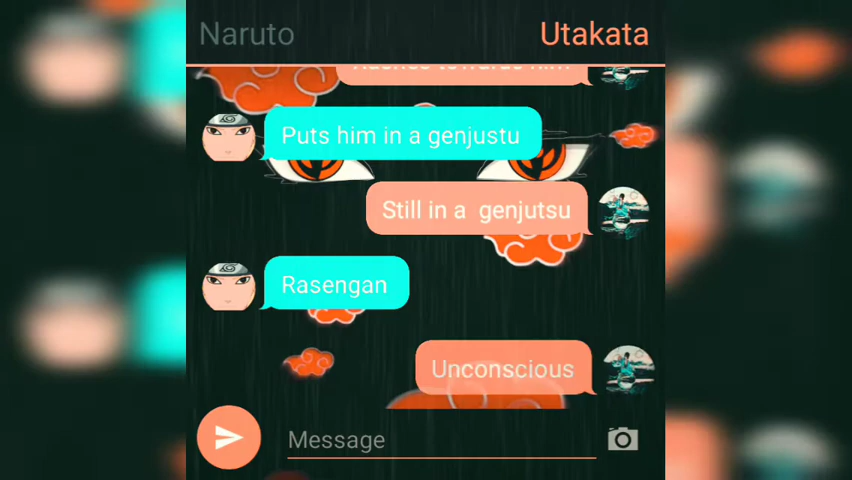 Naruto
Utakata
Puts him in a genjustu
Still in a genjutsu
Rasengan
Unconscious
Message